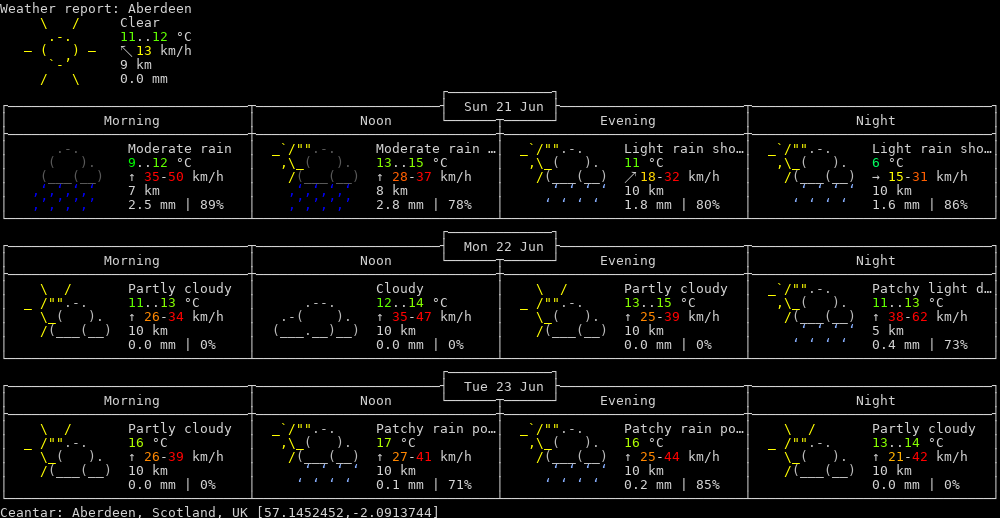 Weather report: Aberdeen
Clear
11..12 °C
↖ 13 km/h
9 km
0.0 mm
Sun 21 Jun
Morning Noon Evening Night
Moderate rain Moderate rain … Light rain sho… Light rain sho…
9..12 °C 13..15 °C 11 °C 6 °C
↑ 35-50 km/h ↑ 28-37 km/h ↗ 18-32 km/h → 15-31 km/h
7 km 8 km 10 km 10 km
2.5 mm | 89% 2.8 mm | 78% 1.8 mm | 80% 1.6 mm | 86%
Mon 22 Jun
Morning Noon Evening Night
Partly cloudy Cloudy Partly cloudy Patchy light d…
11..13 °C 12..14 °C 13..15 °C 11..13 °C
↑ 26-34 km/h ↑ 35-47 km/h ↑ 25-39 km/h ↑ 38-62 km/h
10 km 10 km 10 km 5 km
0.0 mm | 0% 0.0 mm | 0% 0.0 mm | 0% 0.4 mm | 73%
Tue 23 Jun
Morning Noon Evening Night
Partly cloudy Patchy rain po… Patchy rain po… Partly cloudy
16 °C 17 °C 16 °C 13..14 °C
↑ 26-39 km/h ↑ 27-41 km/h ↑ 25-44 km/h ↑ 21-42 km/h
10 km 10 km 10 km 10 km
0.0 mm | 0% 0.1 mm | 71% 0.2 mm | 85% 0.0 mm | 0%
Ceantar: Aberdeen, Scotland, UK [57.1452452,-2.0913744]